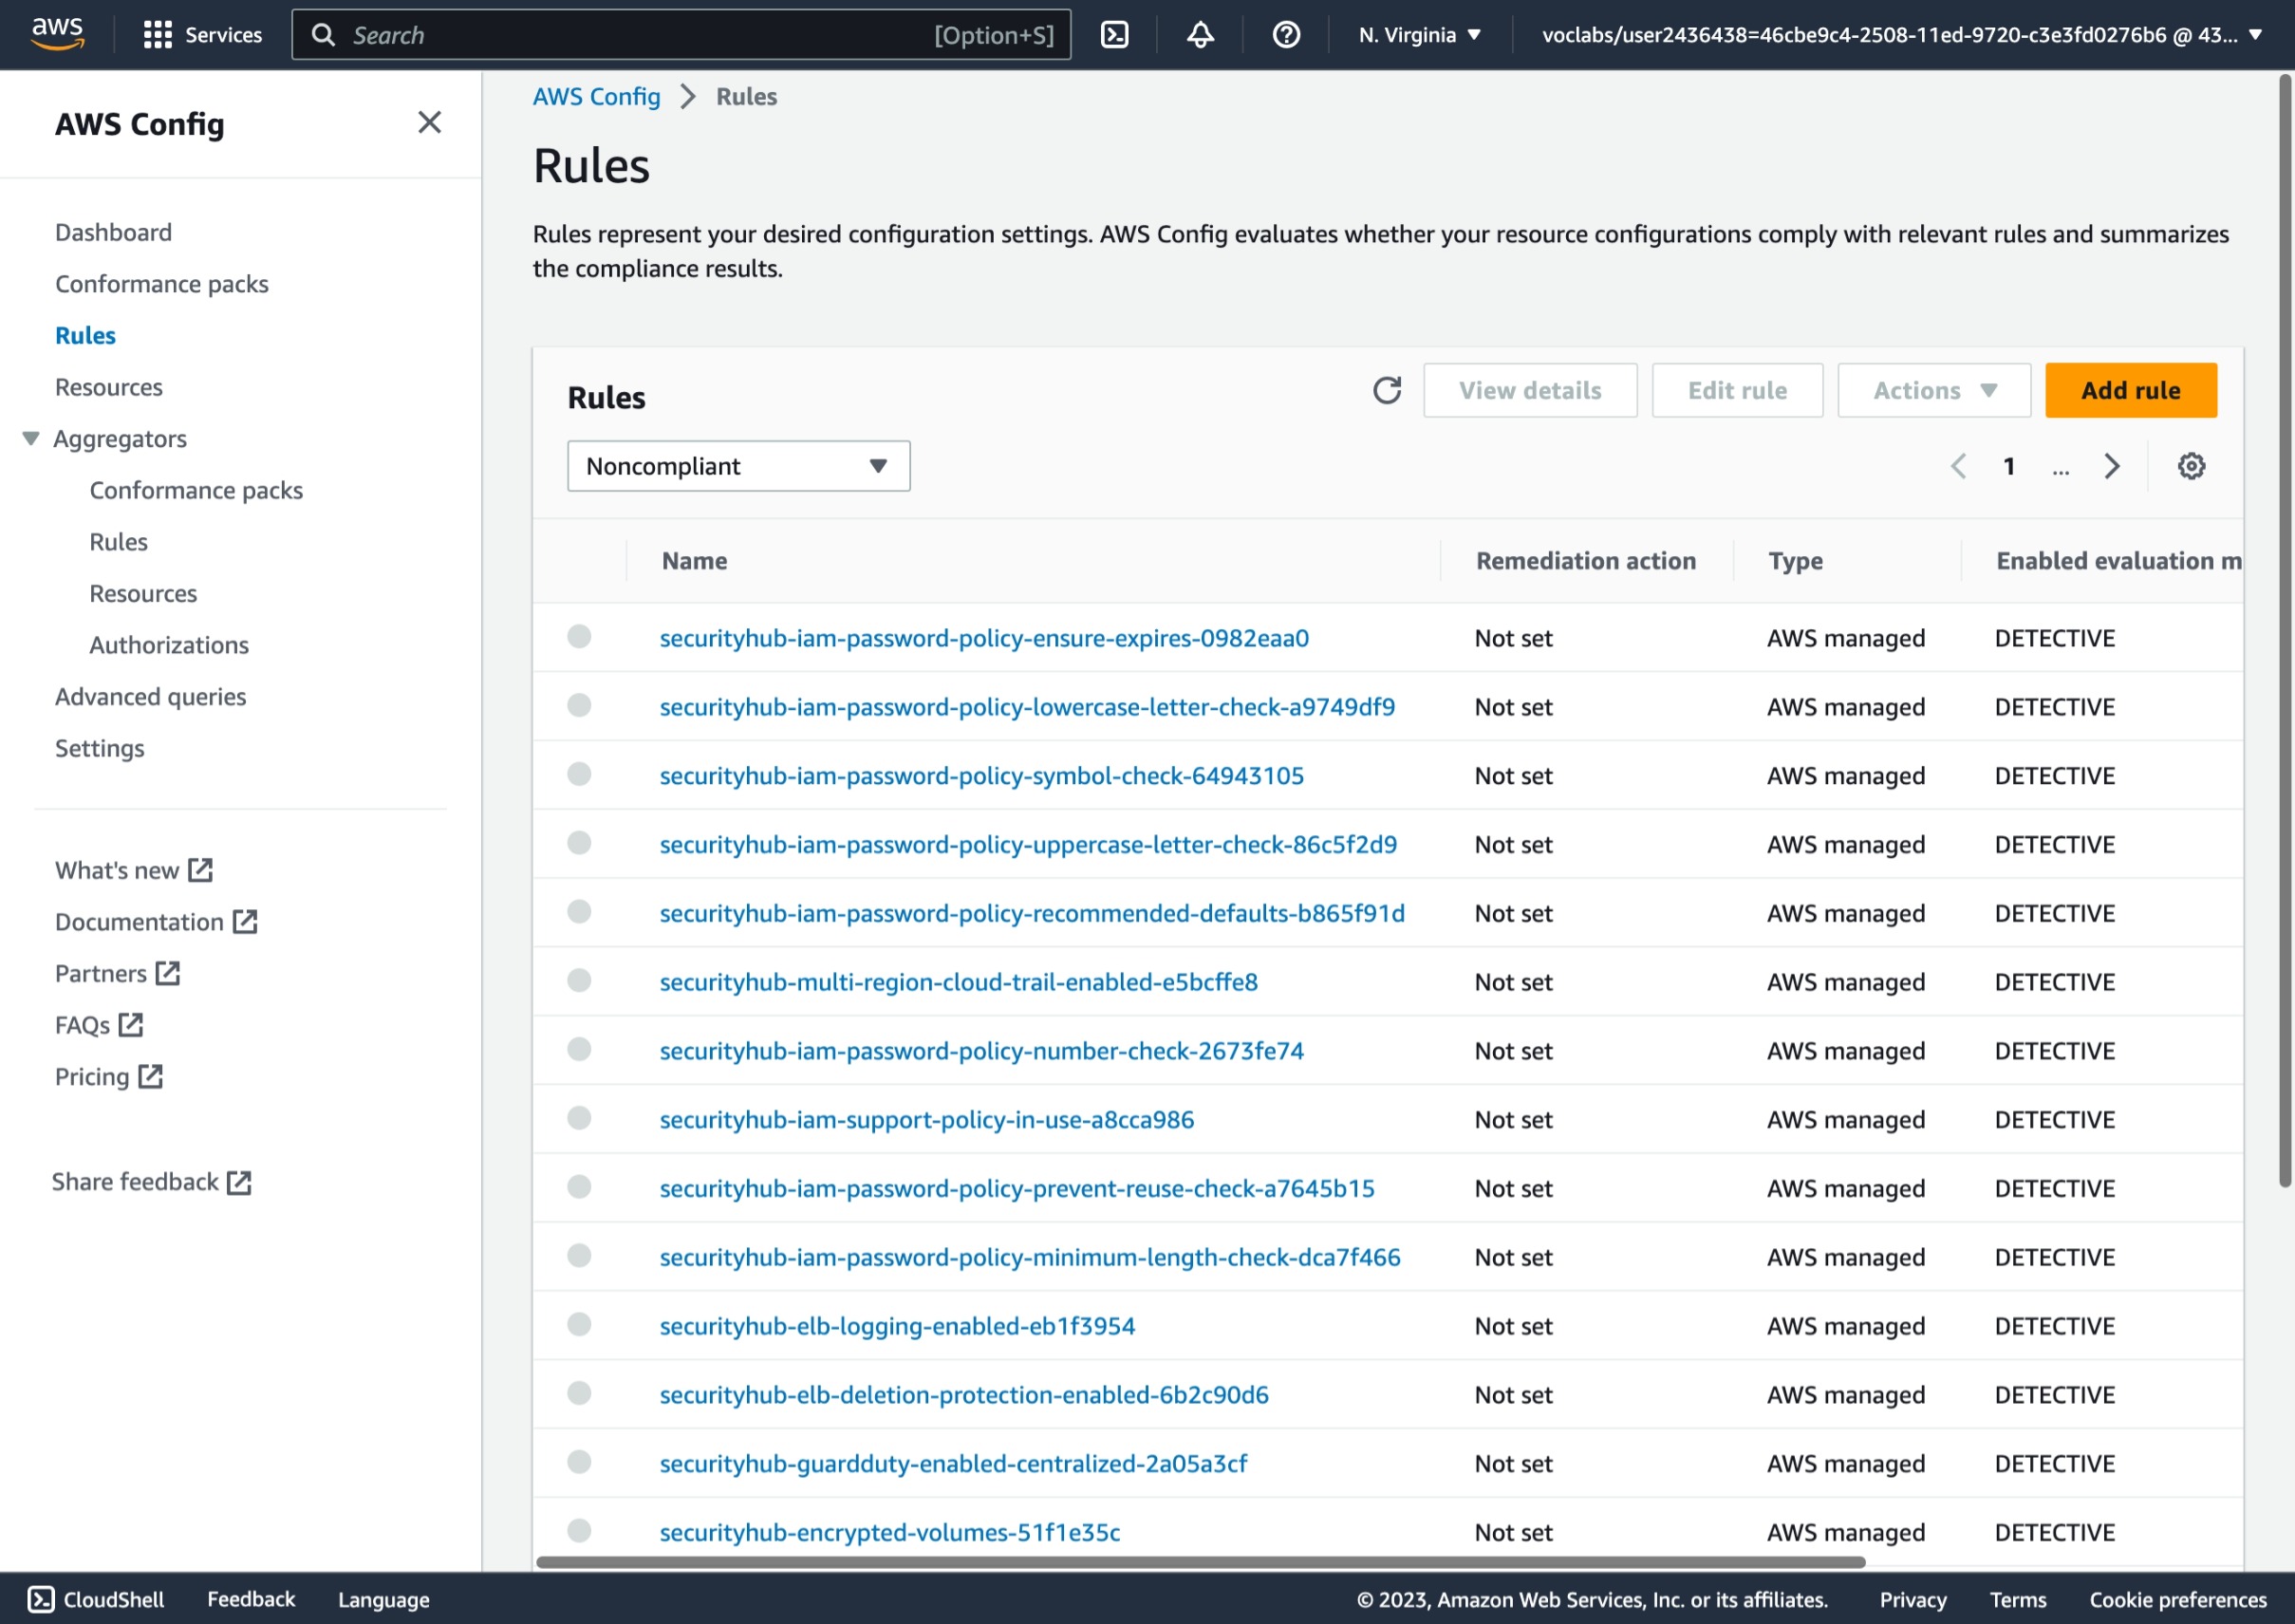 aws
Services
Search [Option+S]
N. Virginia
voclabs/user2436438=46cbe9c4-2508-11ed-9720-c3e3fd0276b6 @ 43...
AWS Config
Dashboard
Conformance packs
Rules
Resources
Aggregators
Conformance packs
Rules
Resources
Authorizations
Advanced queries
Settings
What's new
Documentation
Partners
FAQs
Pricing
Share feedback
AWS Config > Rules
Rules
Rules represent your desired configuration settings. AWS Config evaluates whether your resource configurations comply with relevant rules and summarizes
the compliance results.
Rules
View details
Edit rule
Actions
Add rule
Noncompliant
1 ...
Name Remediation action Type Enabled evaluation m
securityhub-iam-password-policy-ensure-expires-0982eaa0 Not set AWS managed DETECTIVE
securityhub-iam-password-policy-lowercase-letter-check-a9749df9 Not set AWS managed DETECTIVE
securityhub-iam-password-policy-symbol-check-64943105 Not set AWS managed DETECTIVE
securityhub-iam-password-policy-uppercase-letter-check-86c5f2d9 Not set AWS managed DETECTIVE
securityhub-iam-password-policy-recommended-defaults-b865f91d Not set AWS managed DETECTIVE
securityhub-multi-region-cloud-trail-enabled-e5bcffe8 Not set AWS managed DETECTIVE
securityhub-iam-password-policy-number-check-2673fe74 Not set AWS managed DETECTIVE
securityhub-iam-support-policy-in-use-a8cca986 Not set AWS managed DETECTIVE
securityhub-iam-password-policy-prevent-reuse-check-a7645b15 Not set AWS managed DETECTIVE
securityhub-iam-password-policy-minimum-length-check-dca7f466 Not set AWS managed DETECTIVE
securityhub-elb-logging-enabled-eb1f3954 Not set AWS managed DETECTIVE
securityhub-elb-deletion-protection-enabled-6b2c90d6 Not set AWS managed DETECTIVE
securityhub-guardduty-enabled-centralized-2a05a3cf Not set AWS managed DETECTIVE
securityhub-encrypted-volumes-51f1e35c Not set AWS managed DETECTIVE
CloudShell Feedback Language © 2023, Amazon Web Services, Inc. or its affiliates. Privacy Terms Cookie preferences